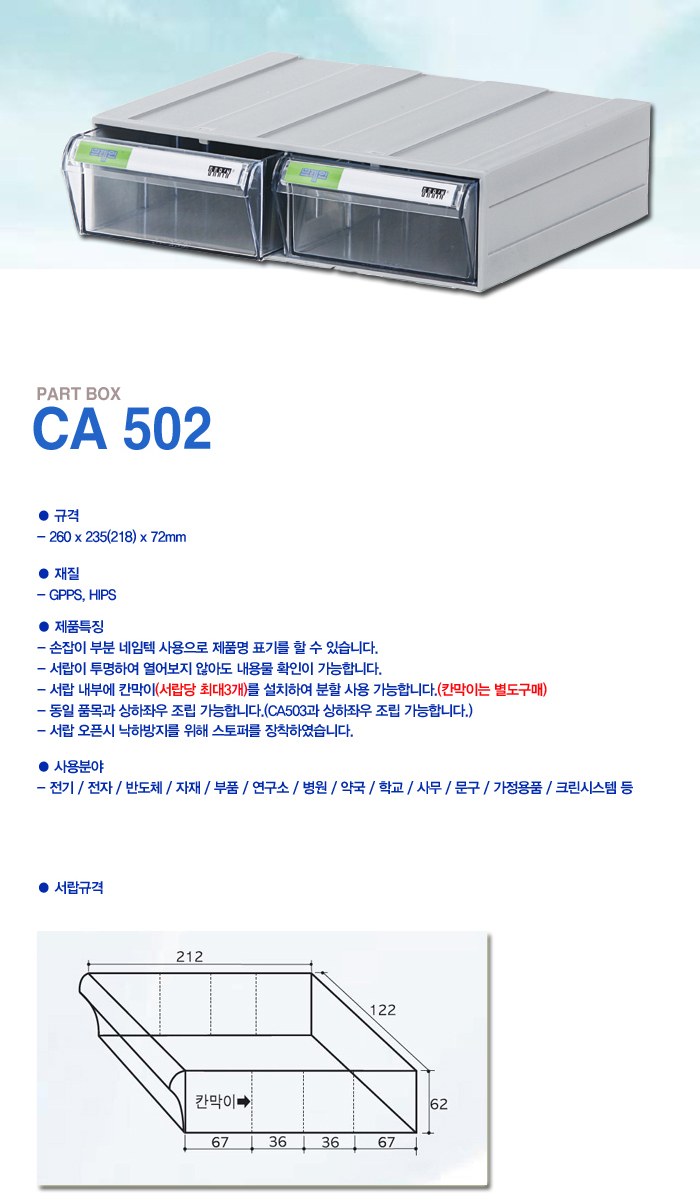 PART BOX
CA 502
● 규격
– 260 x 235(218) x 72mm
● 재질
– GPPS, HIPS
● 제품특징
– 손잡이 부분 네임텍 사용으로 제품명 표기를 할 수 있습니다.
– 서랍이 투명하여 열어보지 않아도 내용물 확인이 가능합니다.
– 서랍 내부에 칸막이(서랍당 최대3개)를 설치하여 분할 사용 가능합니다.(칸막이는 별도구매)
– 동일 품목과 상하좌우 조립 가능합니다.(CA503과 상하좌우 조립 가능합니다.)
– 서랍 오픈시 낙하방지를 위해 스토퍼를 장착하였습니다.
● 사용분야
– 전기 / 전자 / 반도체 / 자재 / 부품 / 연구소 / 병원 / 약국 / 학교 / 사무 / 문구 / 가정용품 / 크린시스템 등
● 서랍규격
212
122
칸막이➡
62
67 36 36 67